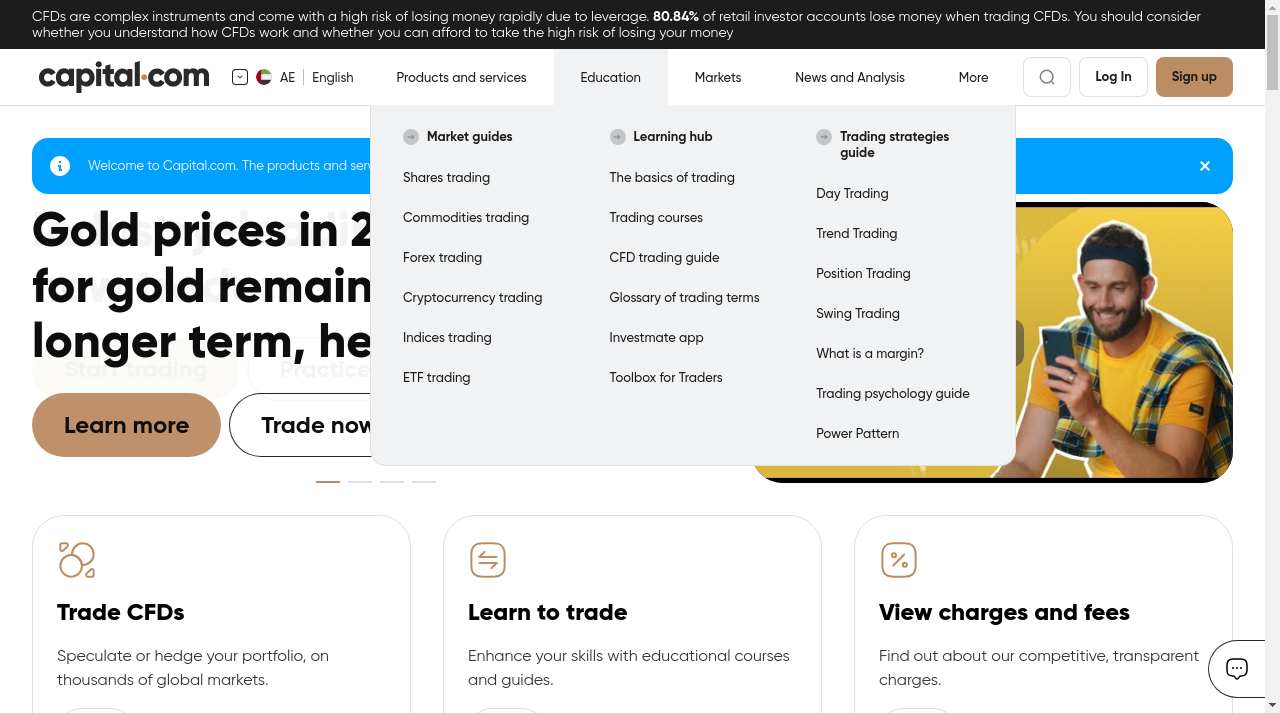 CFDs are complex instruments and come with a high risk of losing money rapidly due to leverage. 80.84% of retail investor accounts lose money when trading CFDs. You should consider
whether you understand how CFDs work and whether you can afford to take the high risk of losing your money
capital.com
AE
English
Products and services
Education
Markets
News and Analysis
More
Log In
Sign up
Market guides
Shares trading
Commodities trading
Forex trading
Cryptocurrency trading
Indices trading
ETF trading
Learning hub
The basics of trading
Trading courses
CFD trading guide
Glossary of trading terms
Investmate app
Toolbox for Traders
Trading strategies
guide
Day Trading
Trend Trading
Position Trading
Swing Trading
What is a margin?
Trading psychology guide
Power Pattern
Welcome to Capital.com. The products and
Gold prices in
for gold remain
longer term,
Start trading
Practice
Learn more
Trade now
Trade CFDs
Speculate or hedge your portfolio, on
thousands of global markets.
Learn to trade
Enhance your skills with educational courses
and guides.
View charges and fees
Find out about our competitive, transparent
charges.